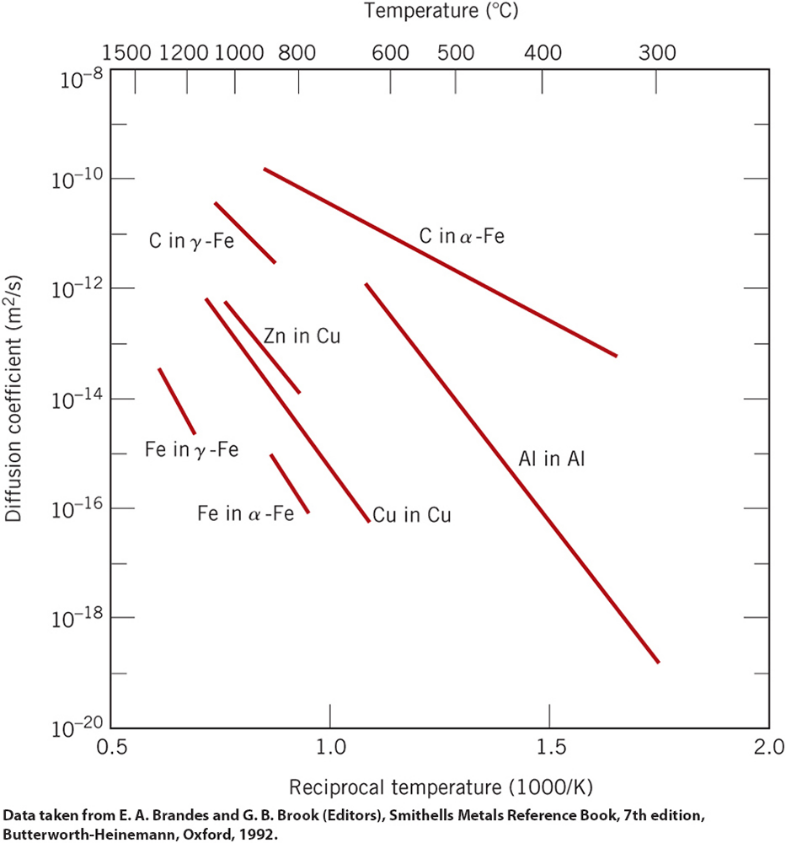 Temperature (°C)
1500 1200 1000 800 600 500 400 300
10⁻⁸
10⁻¹⁰
C in γ-Fe
C in α-Fe
10⁻¹²
Zn in Cu
10⁻¹⁴
Fe in γ-Fe
Al in Al
10⁻¹⁶
Fe in α-Fe
Cu in Cu
10⁻¹⁸
10⁻²⁰
Diffusion coefficient (m²/s)
0.5 1.0 1.5 2.0
Reciprocal temperature (1000/K)
Data taken from E. A. Brandes and G. B. Brook (Editors), Smithells Metals Reference Book, 7th edition,
Butterworth-Heinemann, Oxford, 1992.